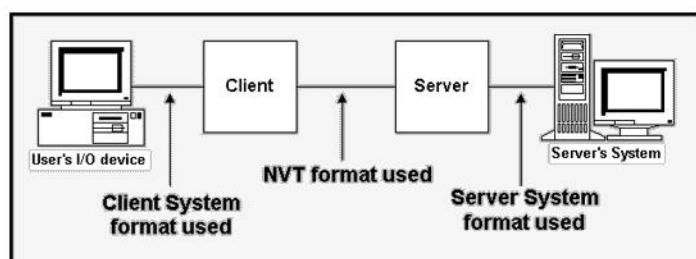 Client
Server
User's I/O device
Server's System
NVT format used
Client System
format used
Server System
format used